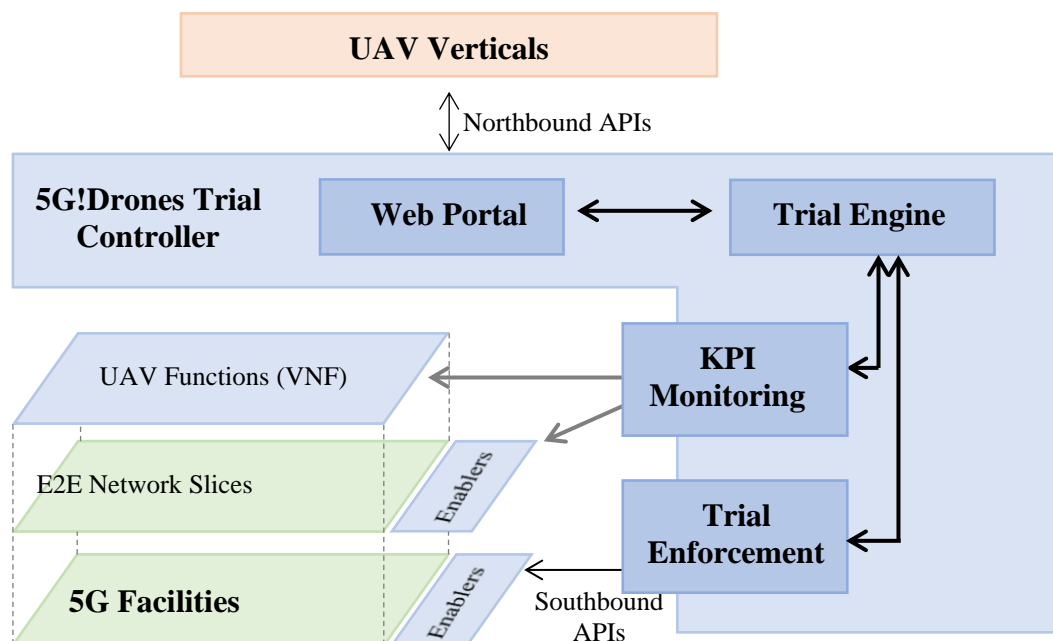 UAV Verticals
Northbound APIs
5G!Drones Trial
Controller
Web Portal
Trial Engine
UAV Functions (VNF)
KPI
Monitoring
E2E Network Slices
Enablers
Trial
Enforcement
5G Facilities
Enablers
Southbound
APIs